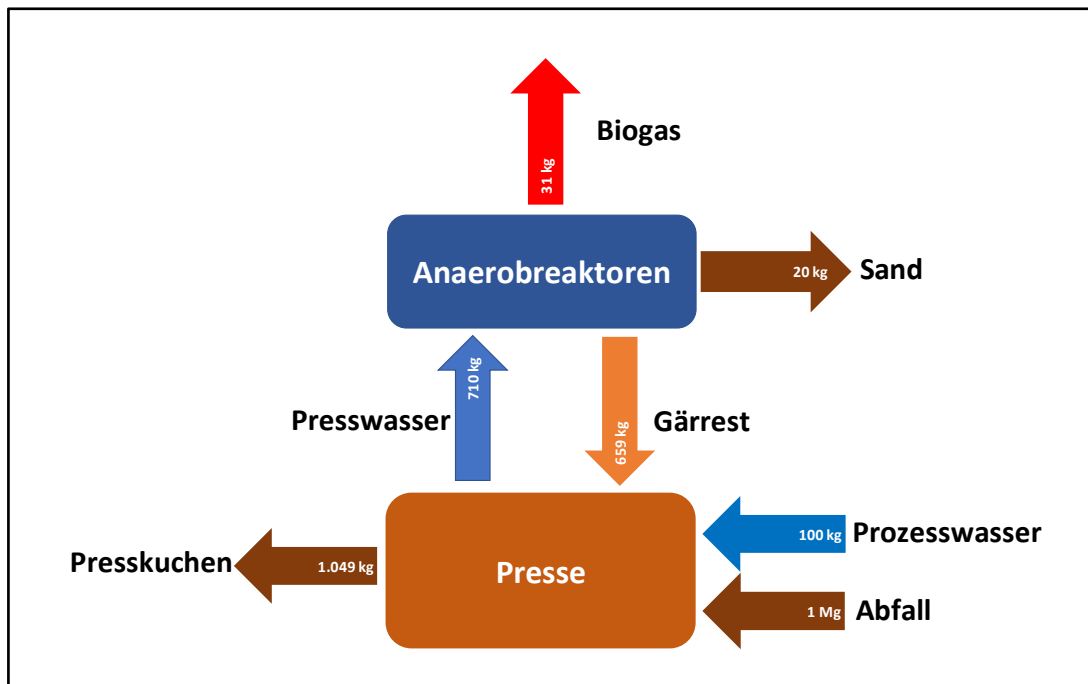 Biogas
31 kg
Anaerobreaktoren
20 kg
Sand
710 kg
Presswasser
Gärrest
659 kg
Prozesswasser
100 kg
Presskuchen
1.049 kg
Presse
1 Mg
Abfall